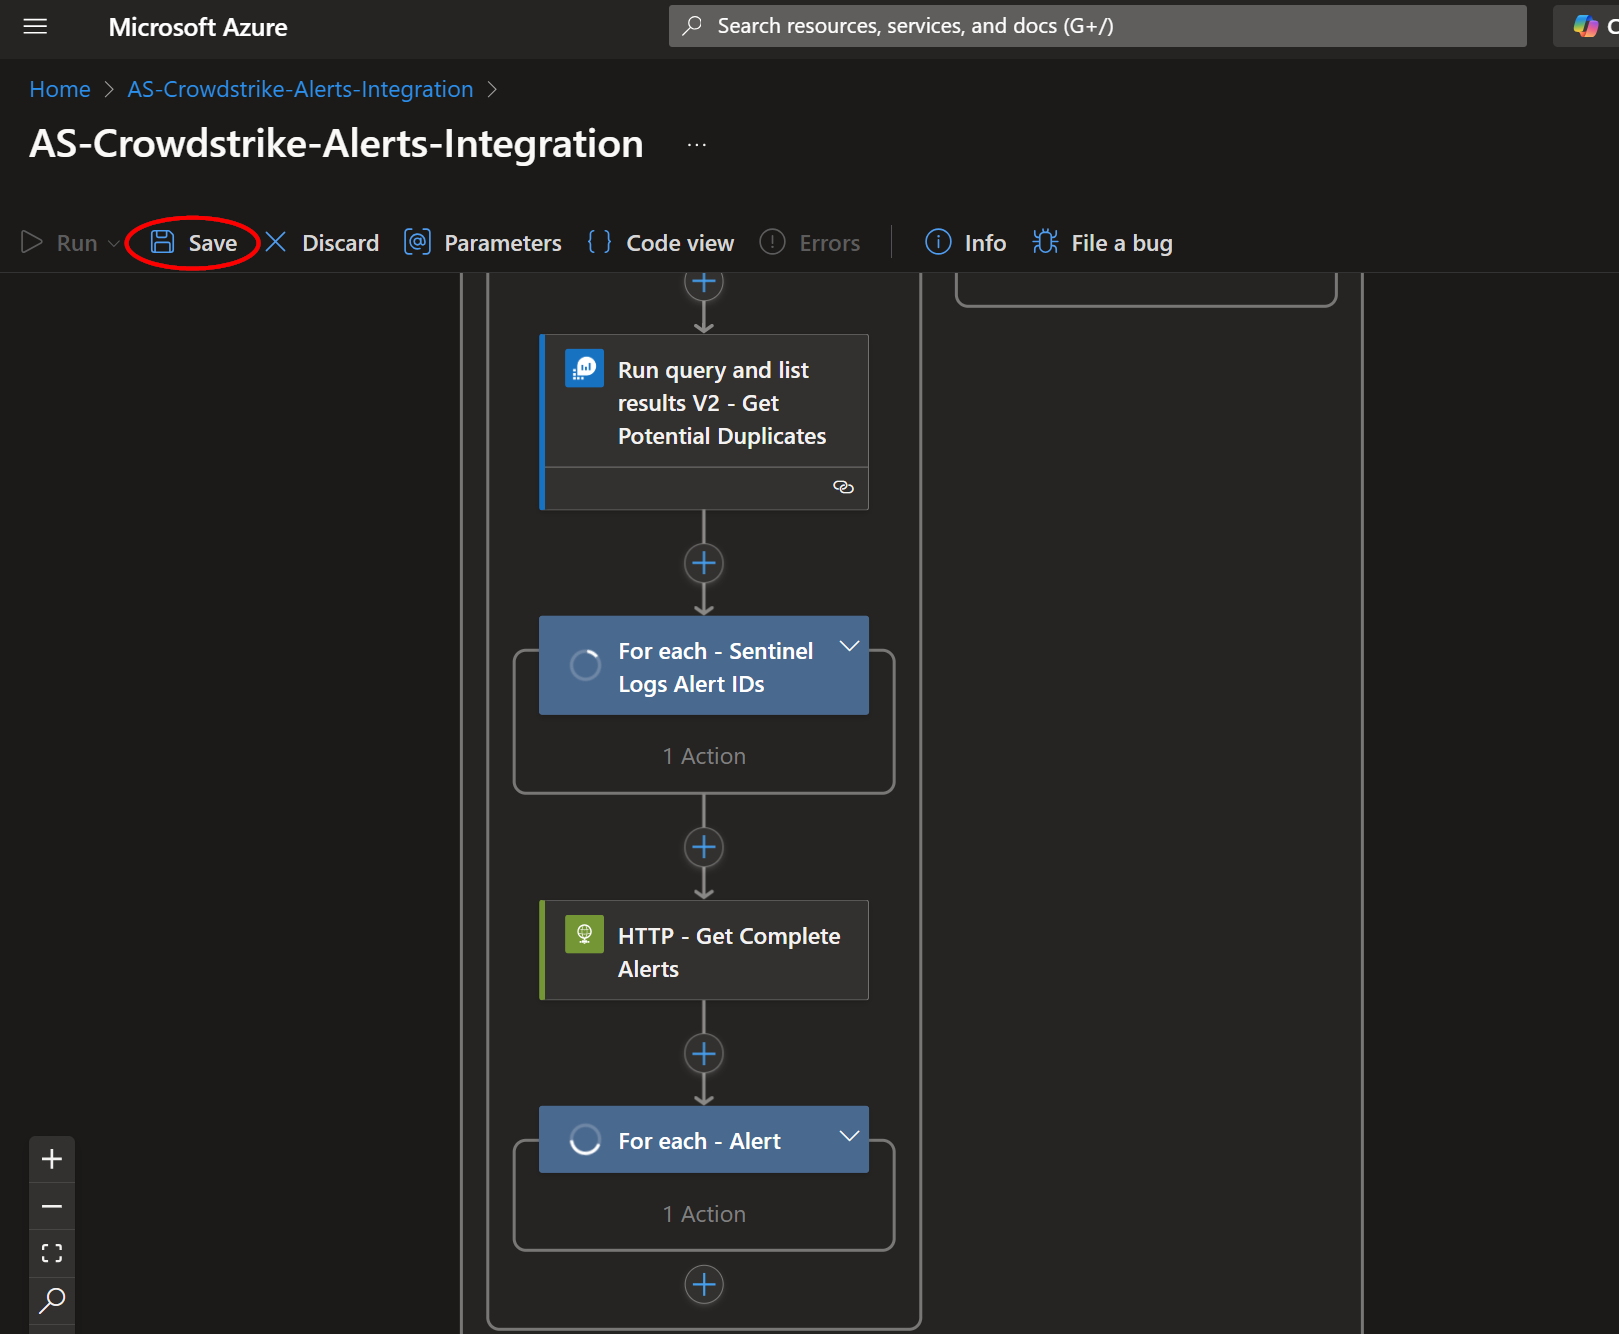 Microsoft Azure
Search resources, services, and docs (G+/)
Home > AS-Crowdstrike-Alerts-Integration >
AS-Crowdstrike-Alerts-Integration ...
Run Save Discard Parameters Code view Errors Info File a bug
Run query and list
results V2 - Get
Potential Duplicates
For each - Sentinel
Logs Alert IDs
1 Action
HTTP - Get Complete
Alerts
For each - Alert
1 Action